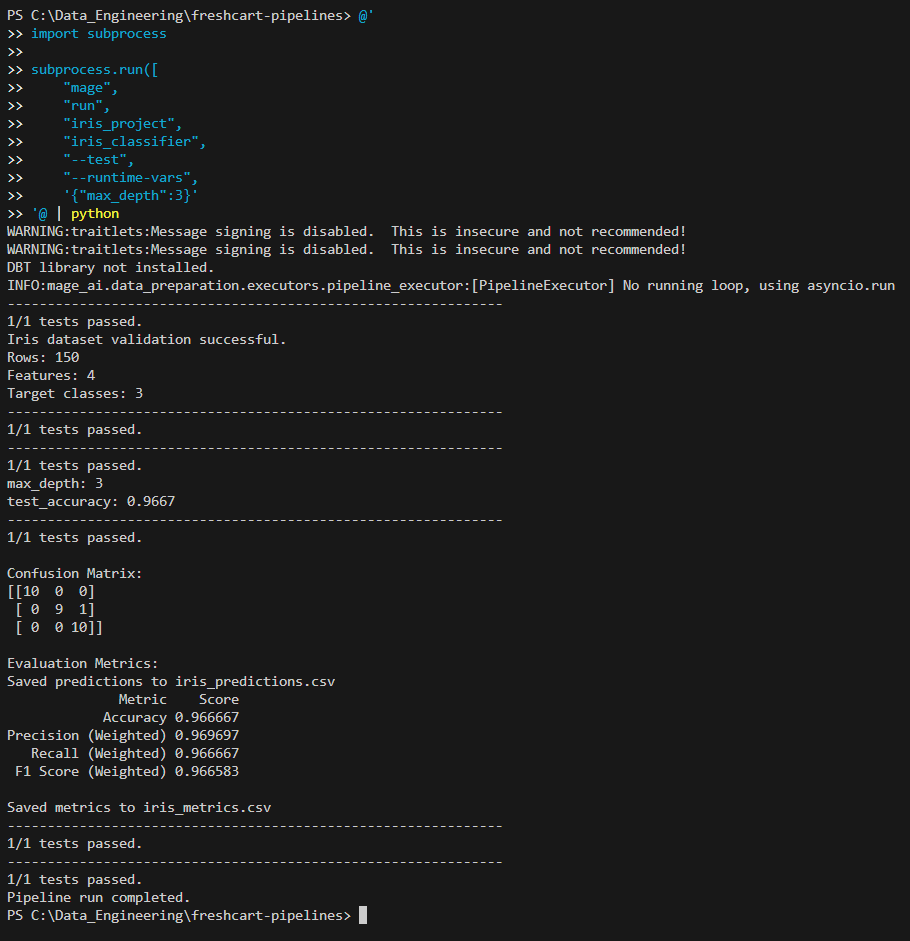 PS C:\Data_Engineering\freshcart-pipelines> @'
>> import subprocess
>>
>> subprocess.run([
>>     "mage",
>>     "run",
>>     "iris_project",
>>     "iris_classifier",
>>     "--test",
>>     "--runtime-vars",
>>     '{"max_depth":3}'
>> '@ | python
WARNING:traitlets:Message signing is disabled.  This is insecure and not recommended!
WARNING:traitlets:Message signing is disabled.  This is insecure and not recommended!
DBT library not installed.
INFO:mage_ai.data_preparation.executors.pipeline_executor:[PipelineExecutor] No running loop, using asyncio.run
--------------------------------------------------------------
1/1 tests passed.
Iris dataset validation successful.
Rows: 150
Features: 4
Target classes: 3
--------------------------------------------------------------
1/1 tests passed.
--------------------------------------------------------------
1/1 tests passed.
max_depth: 3
test_accuracy: 0.9667
--------------------------------------------------------------
1/1 tests passed.

Confusion Matrix:
[[10  0  0]
 [ 0  9  1]
 [ 0  0 10]]

Evaluation Metrics:
Saved predictions to iris_predictions.csv
              Metric    Score
            Accuracy 0.966667
Precision (Weighted) 0.969697
   Recall (Weighted) 0.966667
 F1 Score (Weighted) 0.966583

Saved metrics to iris_metrics.csv
--------------------------------------------------------------
1/1 tests passed.
--------------------------------------------------------------
1/1 tests passed.
Pipeline run completed.
PS C:\Data_Engineering\freshcart-pipelines>